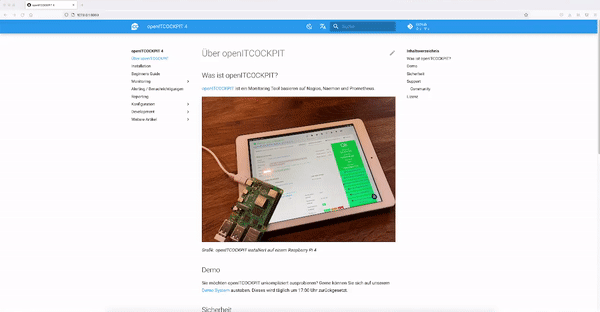 openITCOCKPIT 4
openITCOCKPIT 4
Suche
openITCOCKPIT 4
Über openITCOCKPIT
Installation
Beginners Guide
Monitoring
Alerting / Benachrichtigungen
Reporting
Konfiguration
Development
Weitere Artikel
Über openITCOCKPIT
Was ist openITCOCKPIT?
openITCOCKPIT ist ein Monitoring Tool basierend auf Nagios, Naemon und Prometheus
Grafik: openITCOCKPIT installiert auf einem Raspberry Pi 4
Demo
Sie möchten openITCOCKPIT unkompliziert ausprobieren? Gerne können Sie sich auf unserem
Demo-System austoben. Dieses wird täglich um 17:00 Uhr zurückgesetzt.
Sicherheit
Inhaltsverzeichnis
Was ist openITCOCKPIT?
Demo
Sicherheit
Support
Community
Lizenz